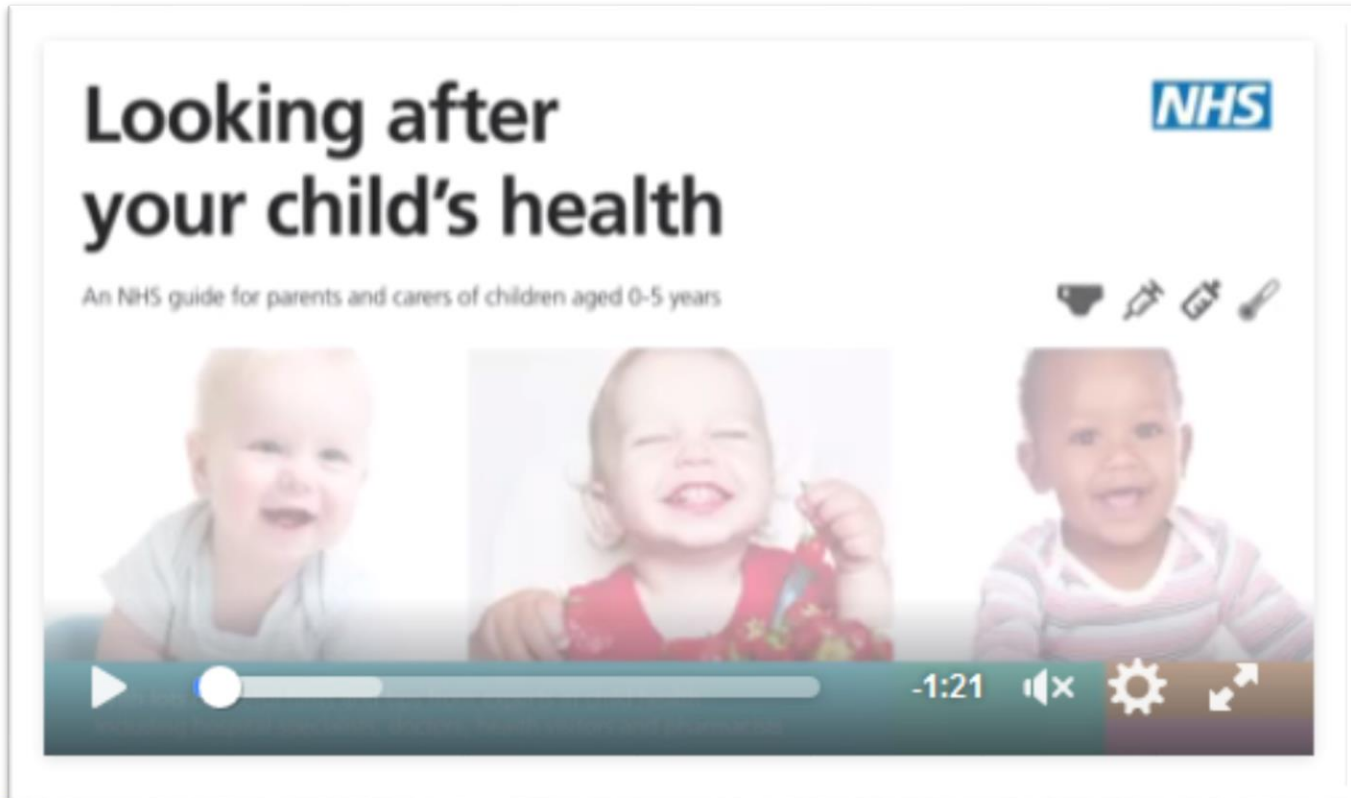 Looking after
your child's health
NHS
An NHS guide for parents and carers of children aged 0-5 years
-1:21